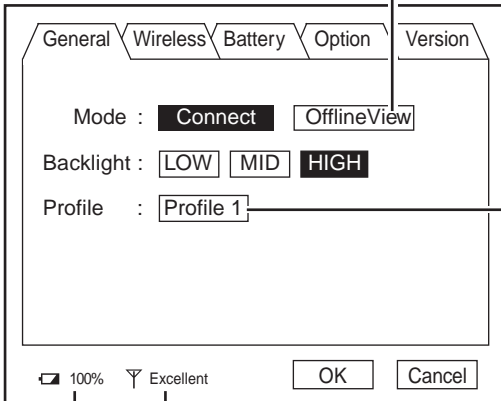 General Wireless Battery Option Version
Mode : Connect OfflineView
Backlight : LOW MID HIGH
Profile : Profile 1
100% Excellent OK Cancel